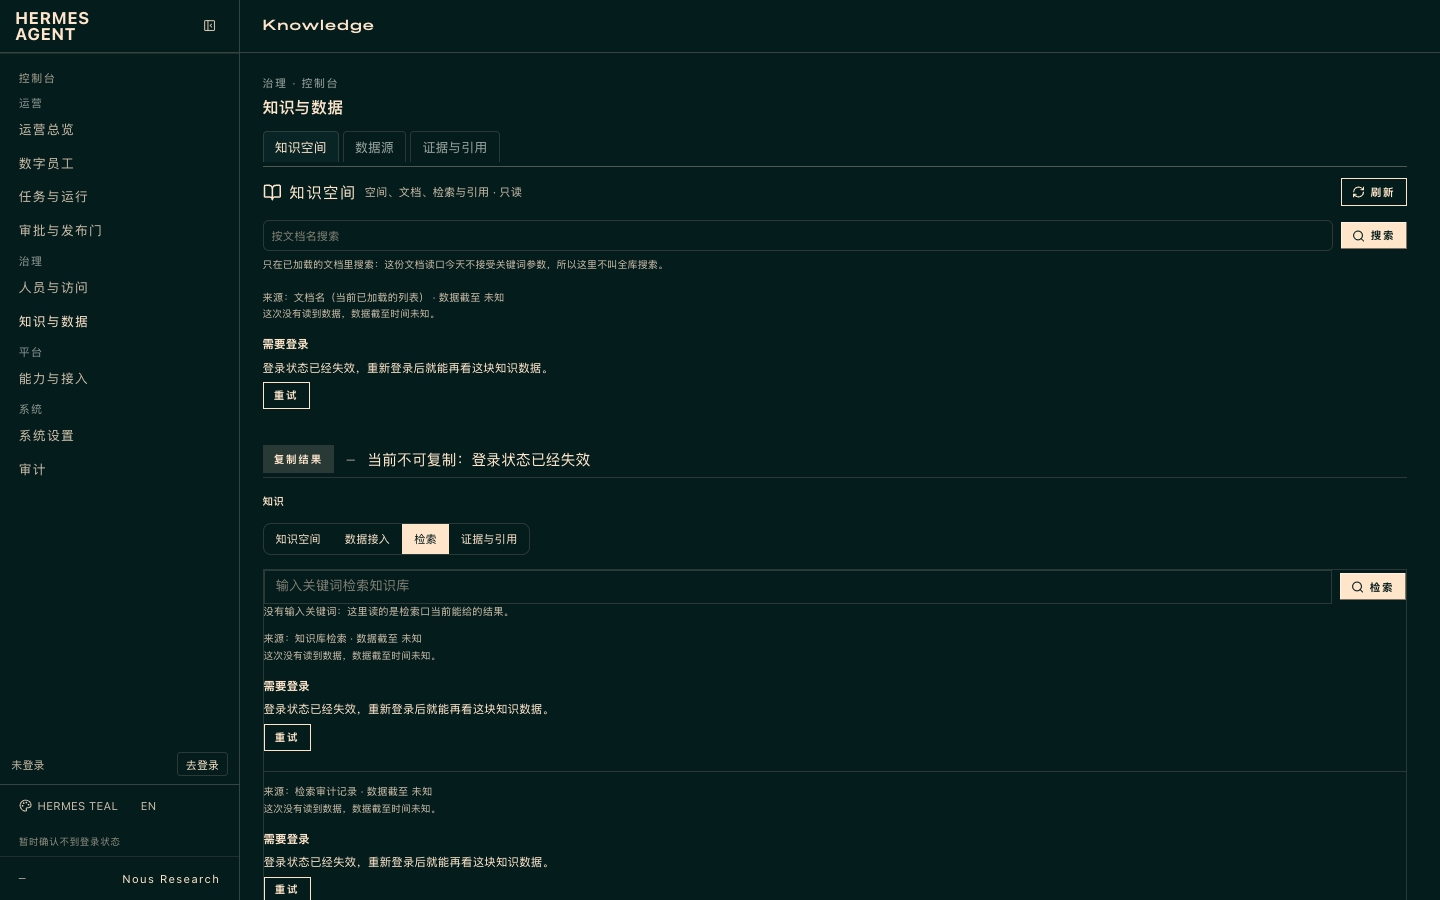 HERMES
AGENT
控制台
运营
运营总览
数字员工
任务与运行
审批与发布门
治理
人员与访问
知识与数据
平台
能力与接入
系统
系统设置
审计
未登录
去登录
HERMES TEAL
EN
暂时确认不到登录状态
—
Nous Research
Knowledge
治理 · 控制台
知识与数据
知识空间
数据源
证据与引用
知识空间
空间、文档、检索与引用 · 只读
刷新
按文档名搜索
搜索
只在已加载的文档里搜索：这份文档读口今天不接受关键词参数，所以这里不叫全库搜索。
来源：文档名（当前已加载的列表） · 数据截至 未知
这次没有读到数据，数据截至时间未知。
需要登录
登录状态已经失效，重新登录后就能再看这块知识数据。
重试
复制结果
— 当前不可复制：登录状态已经失效
知识
知识空间
数据接入
检索
证据与引用
输入关键词检索知识库
检索
没有输入关键词：这里读的是检索口当前能给的结果。
来源：知识库检索 · 数据截至 未知
这次没有读到数据，数据截至时间未知。
需要登录
登录状态已经失效，重新登录后就能再看这块知识数据。
重试
来源：检索审计记录 · 数据截至 未知
这次没有读到数据，数据截至时间未知。
需要登录
登录状态已经失效，重新登录后就能再看这块知识数据。
重试